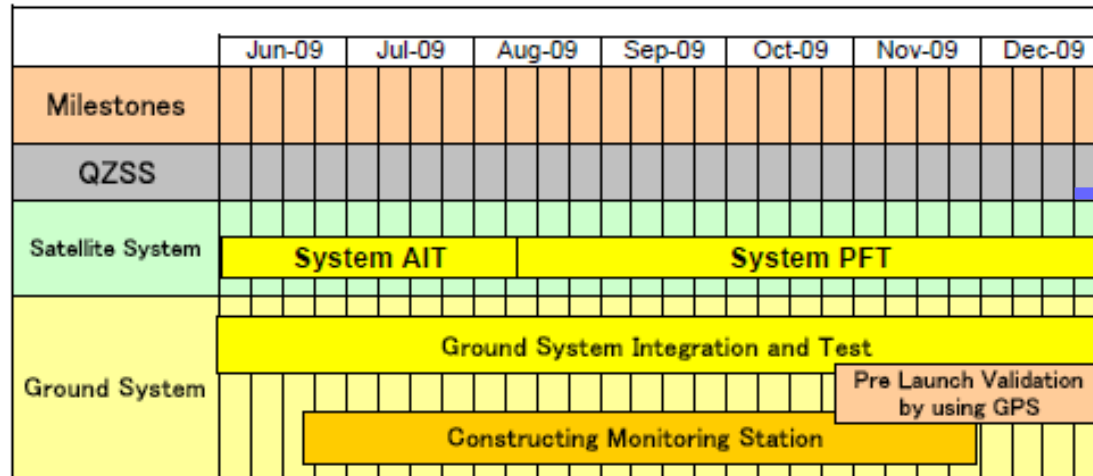 Jun-09 Jul-09 Aug-09 Sep-09 Oct-09 Nov-09 Dec-09
Milestones
QZSS
Satellite System
System AIT System PFT
Ground System
Ground System Integration and Test
Pre Launch Validation
by using GPS
Constructing Monitoring Station